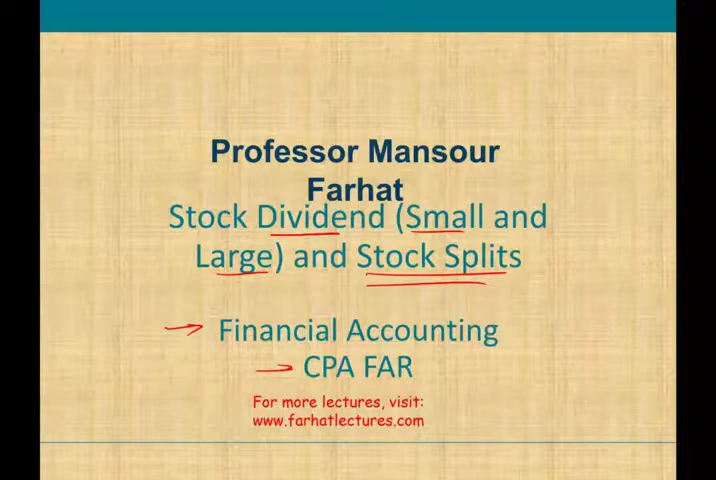 Professor Mansour
Farhat
Stock Dividend (Small and
Large) and Stock Splits
Financial Accounting
CPA FAR
For more lectures, visit:
www.farhatlectures.com